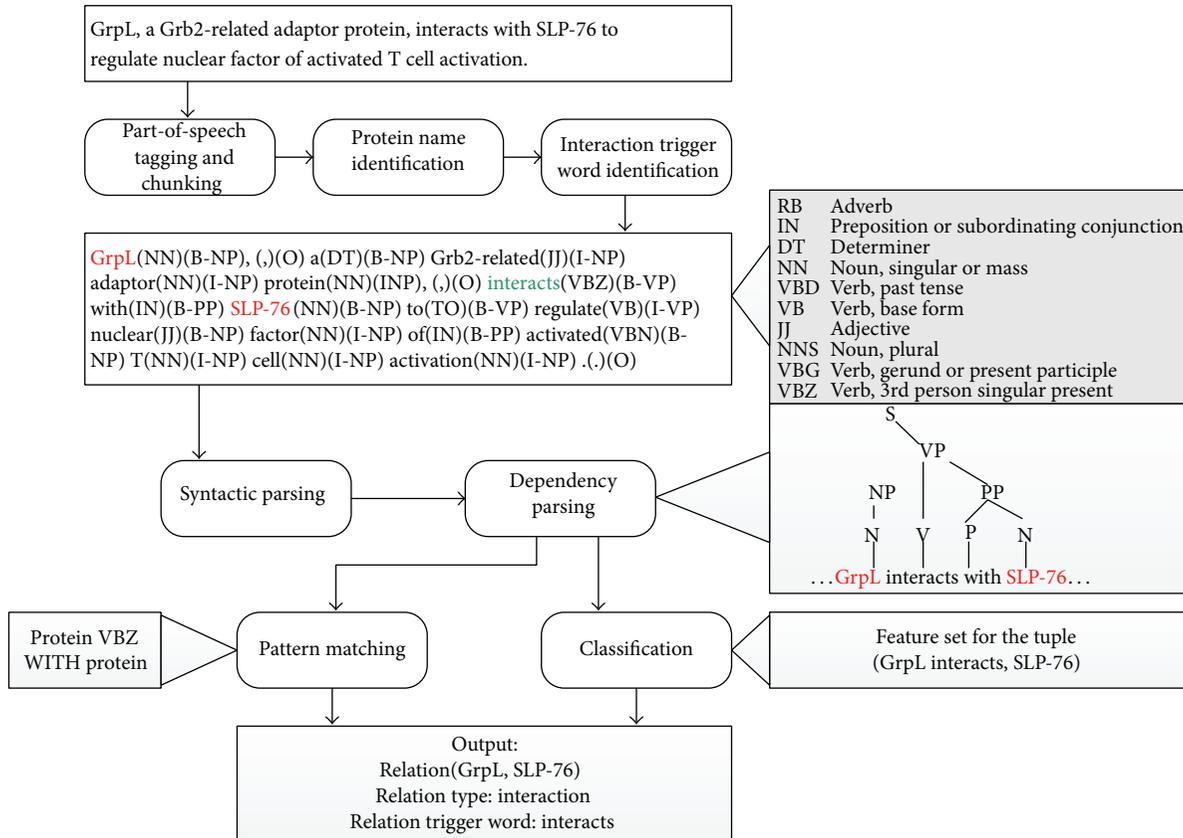 GrpL, a Grb2-related adaptor protein, interacts with SLP-76 to
regulate nuclear factor of activated T cell activation.
Part-of-speech
tagging and
chunking
Protein name
identification
Interaction trigger
word identification
GrpL(NN)(B-NP), (,)(O) a(DT)(B-NP) Grb2-related(JJ)(I-NP)
adaptor(NN)(I-NP) protein(NN)(INP), (,)(O) interacts(VBZ)(B-VP)
with(IN)(B-PP) SLP-76 (NN)(B-NP) to(TO)(B-VP) regulate(VB)(I-VP)
nuclear(JJ)(B-NP) factor(NN)(I-NP) of(IN)(B-PP) activated(VBN)(B-
NP) T(NN)(I-NP) cell(NN)(I-NP) activation(NN)(I-NP) .(.)(O)
RB Adverb
IN Preposition or subordinating conjunction
DT Determiner
NN Noun, singular or mass
VBD Verb, past tense
VB Verb, base form
JJ Adjective
NNS Noun, plural
VBG Verb, gerund or present participle
VBZ Verb, 3rd person singular present
Syntactic parsing
Dependency
parsing
S
VP
NP PP
N V P N
...GrpL interacts with SLP-76...
Protein VBZ
WITH protein
Pattern matching
Classification
Feature set for the tuple
(GrpL interacts, SLP-76)
Output:
Relation(GrpL, SLP-76)
Relation type: interaction
Relation trigger word: interacts